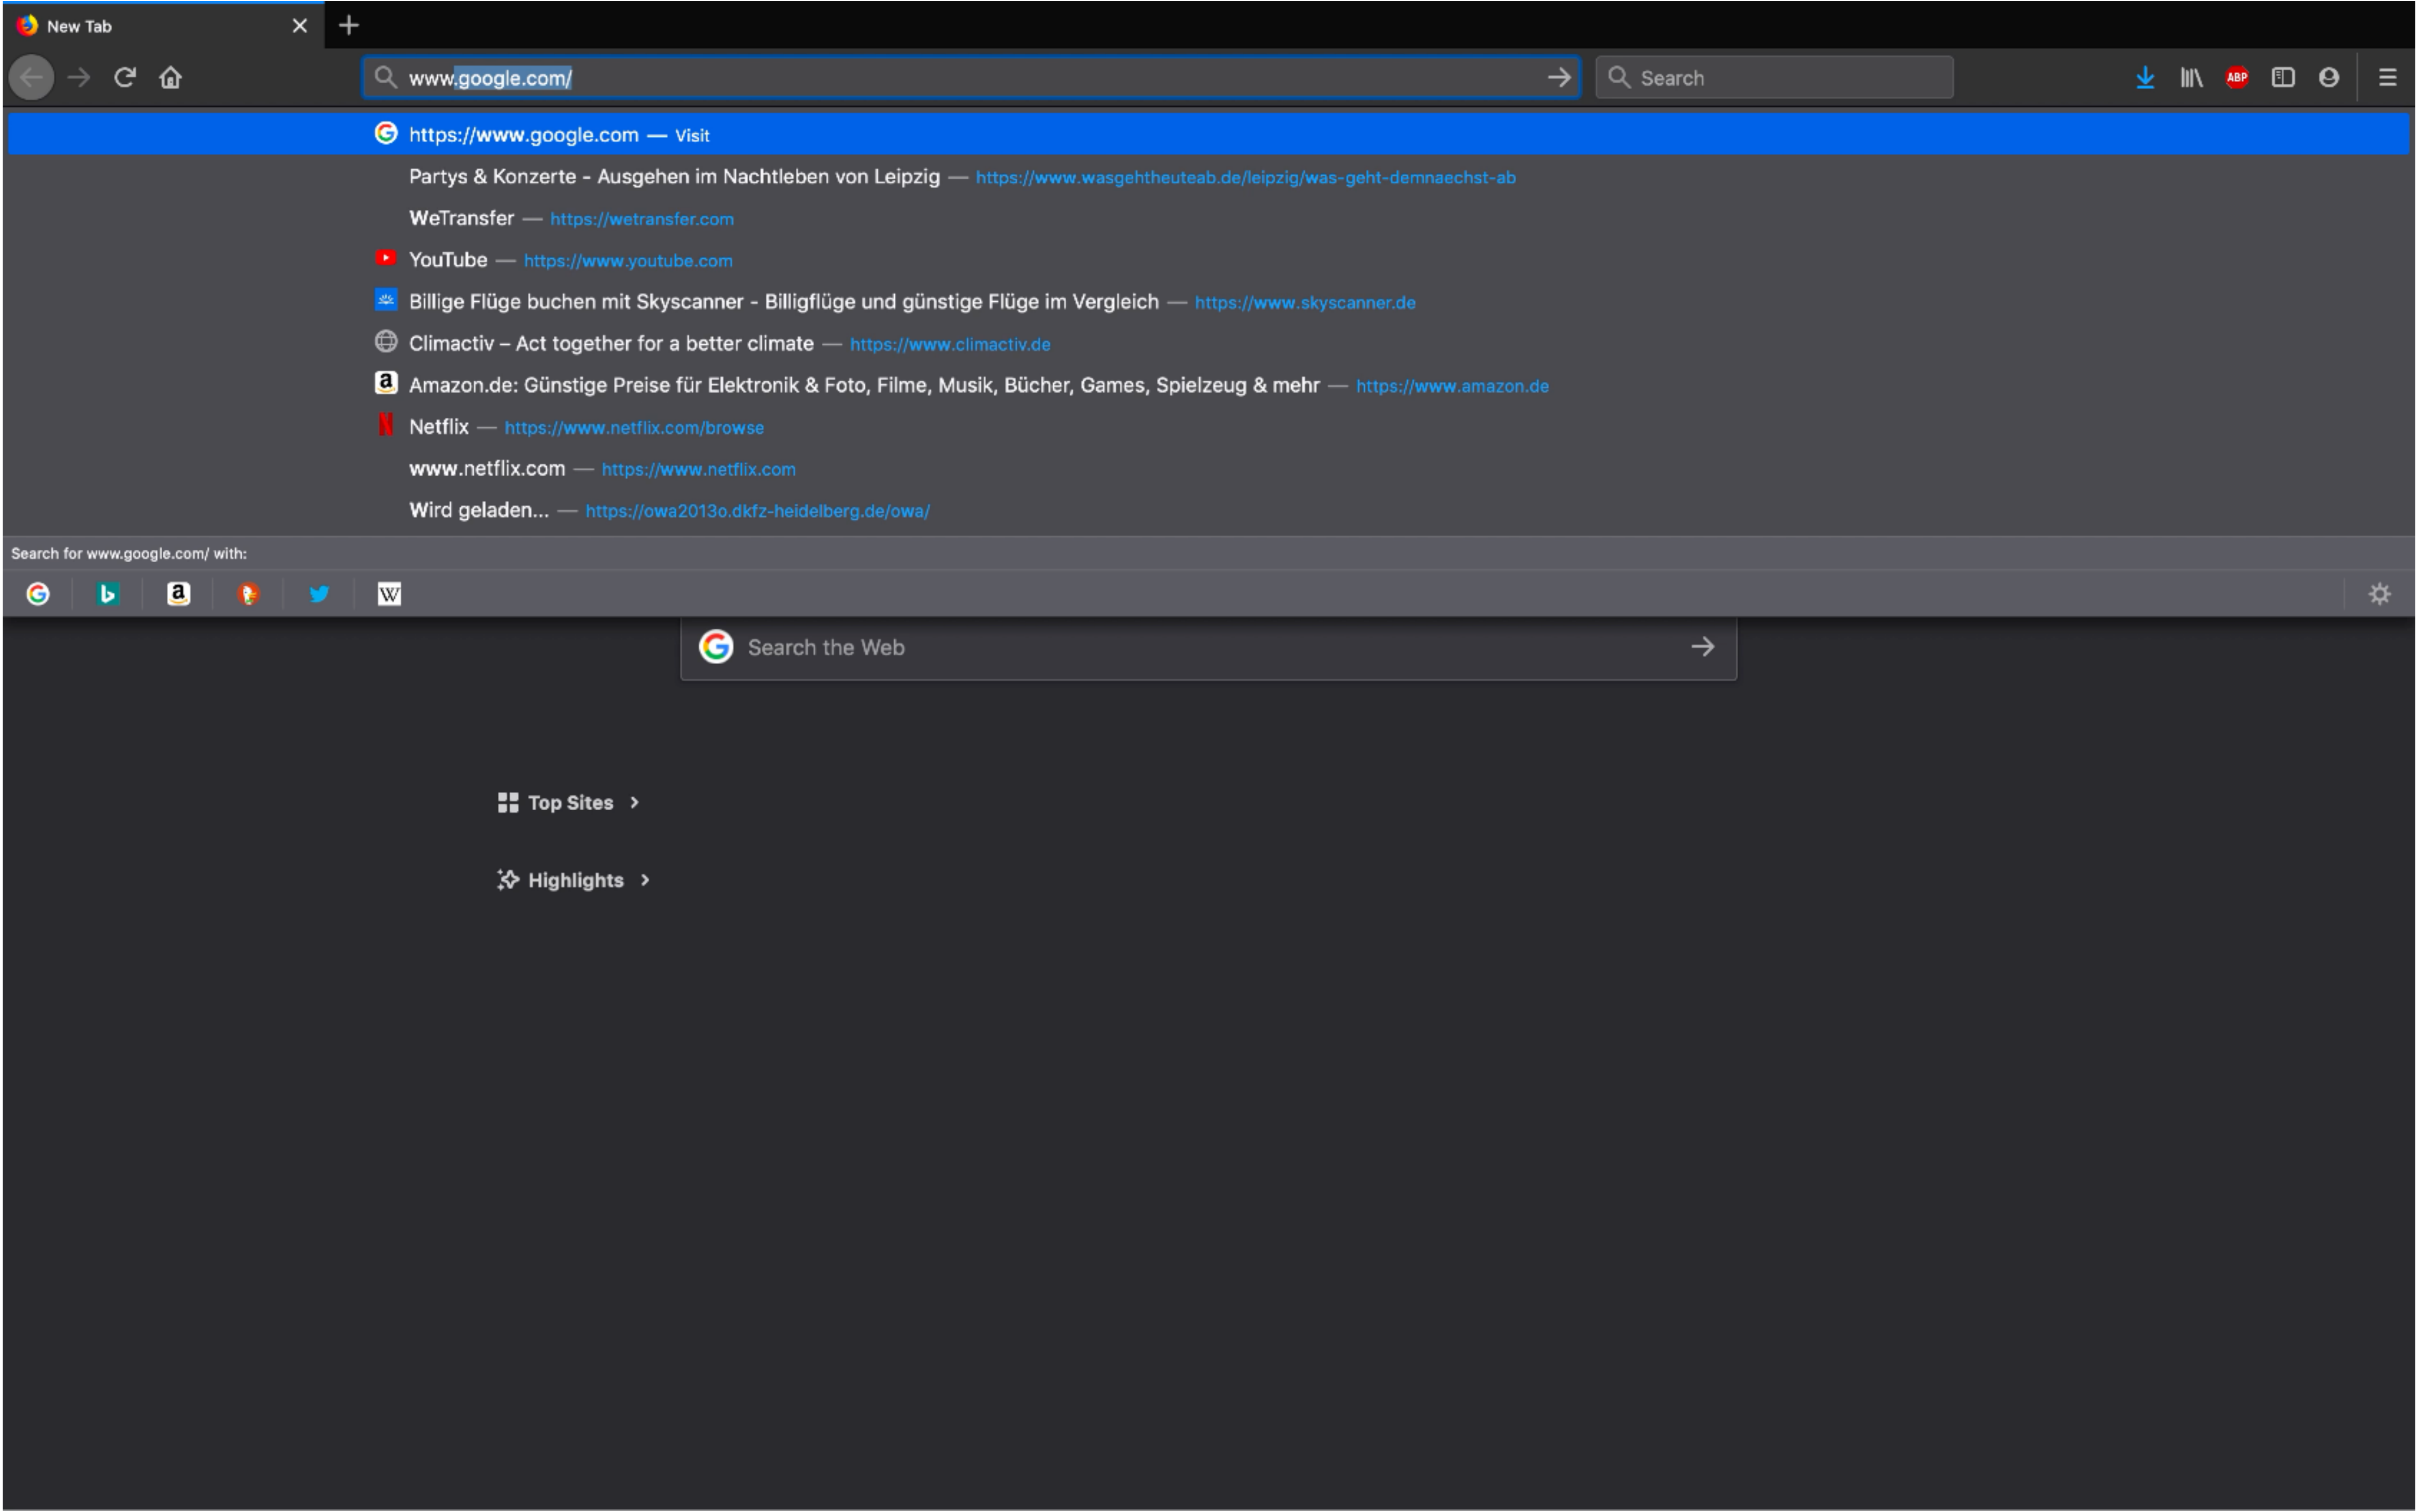 New Tab
www.google.com/
Search
ABP
https://www.google.com — Visit
Partys & Konzerte - Ausgehen im Nachtleben von Leipzig — https://www.wasgehtheuteab.de/leipzig/was-geht-demnaechst-ab
WeTransfer — https://wetransfer.com
YouTube — https://www.youtube.com
Billige Flüge buchen mit Skyscanner - Billigflüge und günstige Flüge im Vergleich — https://www.skyscanner.de
Climactiv – Act together for a better climate — https://www.climactiv.de
Amazon.de: Günstige Preise für Elektronik & Foto, Filme, Musik, Bücher, Games, Spielzeug & mehr — https://www.amazon.de
Netflix — https://www.netflix.com/browse
www.netflix.com — https://www.netflix.com
Wird geladen... — https://owa2013o.dkfz-heidelberg.de/owa/
Search for www.google.com/ with:
Search the Web
Top Sites
Highlights